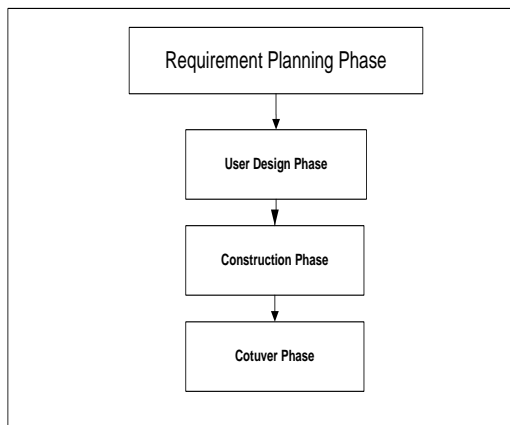 Requirement Planning Phase
User Design Phase
Construction Phase
Cotuver Phase